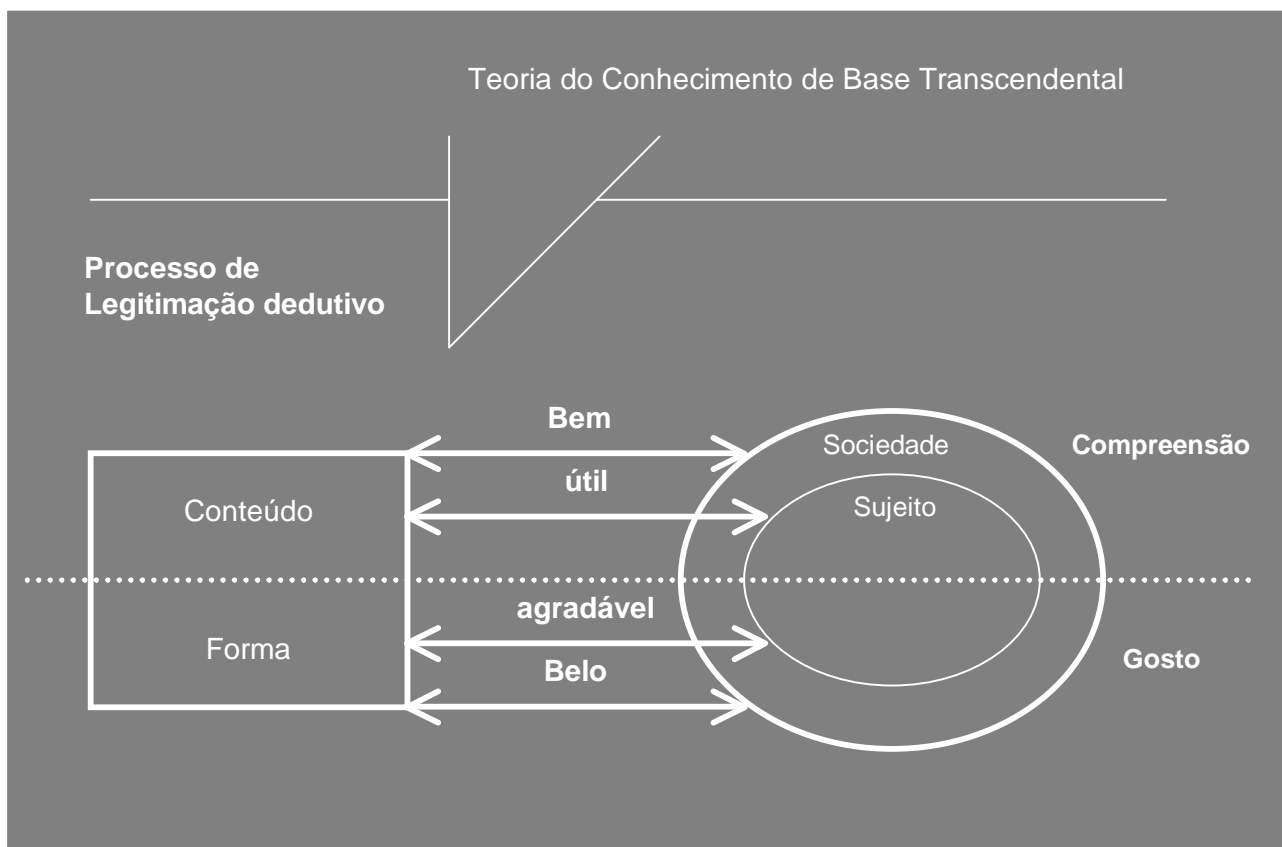 Teoria do Conhecimento de Base Transcendental
Processo de
Legitimação dedutivo
Bem
Sociedade
Compreensão
útil
Sujeito
Conteúdo
agradável
Forma
Gosto
Belo